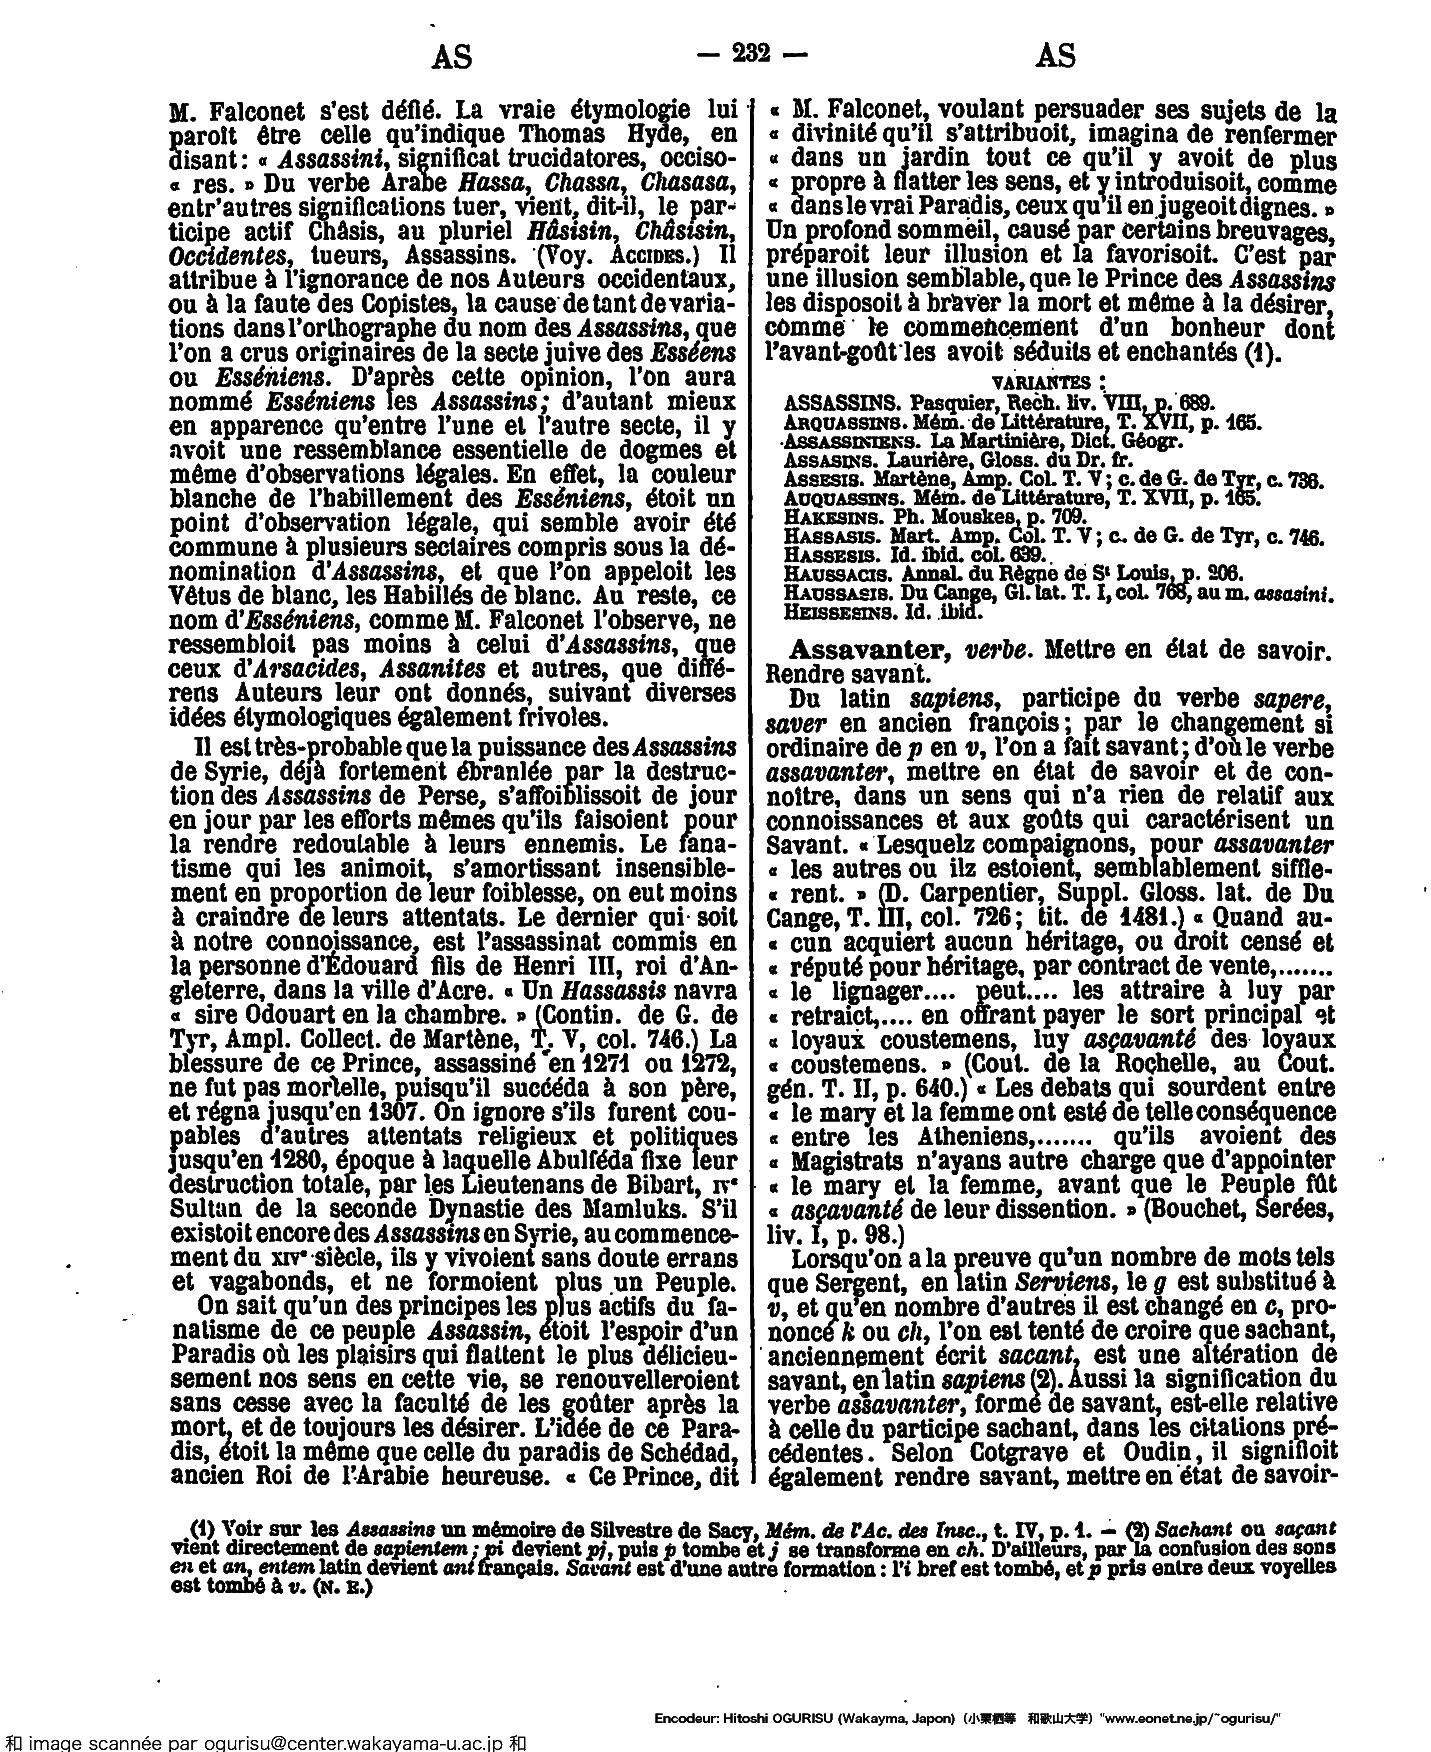 AS — 232 — AS
M. Falconet s'est défié. La vraie étymologie lui
paroît être celle qu'indique Thomas Hyde, en
disant : « Assassini, significat trucidatores, occiso-
« res. » Du verbe Arabe Hassa, Chassa, Chasasa,
entr'autres significations tuer, vient, dit-il, le par-
ticipe actif Châsis, au pluriel Hâsisin, Châsisin,
Occidentes, tueurs, Assassins. (Voy. ACCIDES.) Il
attribue à l'ignorance de nos Auteurs occidentaux,
ou à la faute des Copistes, la cause de tant de varia-
tions dans l'orthographe du nom des Assassins, que
l'on a crus originaires de la secte juive des Esséens
ou Esséniens. D'après cette opinion, l'on aura
nommé Esséniens les Assassins ; d'autant mieux
en apparence qu'entre l'une et l'autre secte, il y
avoit une ressemblance essentielle de dogmes et
même d'observations légales. En effet, la couleur
blanche de l'habillement des Esséniens, étoit un
point d'observation légale, qui semble avoir été
commune à plusieurs sectaires compris sous la dé-
nomination d'Assassins, et que l'on appeloit les
Vêtus de blanc, les Habillés de blanc. Au reste, ce
nom d'Esséniens, comme M. Falconet l'observe, ne
ressembloit pas moins à celui d'Assassins, que
ceux d'Arsacides, Assanites et autres, que diffé-
rens Auteurs leur ont donnés, suivant diverses
idées étymologiques également frivoles.
Il est très-probable que la puissance des Assassins
de Syrie, déjà fortement ébranlée par la destruc-
tion des Assassins de Perse, s'affoiblissoit de jour
en jour par les efforts mêmes qu'ils faisoient pour
la rendre redoutable à leurs ennemis. Le fana-
tisme qui les animoit, s'amortissant insensible-
ment en proportion de leur foiblesse, on eut moins
à craindre de leurs attentats. Le dernier qui soit
à notre connoissance, est l'assassinat commis en
la personne d'Édouard fils de Henri III, roi d'An-
gleterre, dans la ville d'Acre. « Un Hassassis navra
« sire Odouart en la chambre. » (Contin. de G. de
Tyr, Ampl. Collect. de Martène, T. V, col. 746.) La
blessure de ce Prince, assassiné en 1271 ou 1272,
ne fut pas mortelle, puisqu'il succéda à son père,
et régna jusqu'en 1307. On ignore s'ils furent cou-
pables d'autres attentats religieux et politiques
jusqu'en 1280, époque à laquelle Abulféda fixe leur
destruction totale, par les Lieutenans de Bibart, IVe
Sultan de la seconde Dynastie des Mamluks. S'il
existoit encore des Assassins en Syrie, au commence-
ment du XIVe siècle, ils y vivoient sans doute errans
et vagabonds, et ne formoient plus un Peuple.
On sait qu'un des principes les plus actifs du fa-
natisme de ce peuple Assassin, étoit l'espoir d'un
Paradis où les plaisirs qui flattent le plus délicieu-
sement nos sens en cette vie, se renouvelleroient
sans cesse avec la faculté de les goûter après la
mort, et de toujours les désirer. L'idée de ce Para-
dis, étoit la même que celle du paradis de Schédad,
ancien Roi de l'Arabie heureuse. « Ce Prince, dit
« M. Falconet, voulant persuader ses sujets de la
« divinité qu'il s'attribuoit, imagina de renfermer
« dans un jardin tout ce qu'il y avoit de plus
« propre à flatter les sens, et y introduisoit, comme
« dans le vrai Paradis, ceux qu'il en jugeoit dignes. »
Un profond sommeil, causé par certains breuvages,
préparoit leur illusion et la favorisoit. C'est par
une illusion semblable, que le Prince des Assassins
les disposoit à braver la mort et même à la désirer,
comme le commencement d'un bonheur dont
l'avant-goût les avoit séduits et enchantés (1).
VARIANTES :
ASSASSINS. Pasquier, Rech. liv. VIII, p. 689.
ARQUASSINS. Mém. de Littérature, T. XVII, p. 165.
ASSASSINIENS. La Martinière, Dict. Géogr.
ASSASINS. Laurière, Gloss. du Dr. fr.
ASSESIS. Martène, Amp. Col. T. V ; c. de G. de Tyr, c. 736.
AUQUASSINS. Mém. de Littérature, T. XVII, p. 165.
HAKESINS. Ph. Mouskes, p. 709.
HASSASIS. Mart. Amp. Col. T. V ; c. de G. de Tyr, c. 746.
HASSESIS. Id. ibid. col. 639.
HAUSSACIS. Annal. du Règne de St Louis, p. 206.
HAUSSASIS. Du Cange, Gl. lat. T. I, col. 768, au m. assasini.
HEISSESINS. Id. ibid.
Assavanter, verbe. Mettre en état de savoir.
Rendre savant.
Du latin sapiens, participe du verbe sapere,
saver en ancien françois ; par le changement si
ordinaire de p en v, l'on a fait savant ; d'où le verbe
assavanter, mettre en état de savoir et de con-
noître, dans un sens qui n'a rien de relatif aux
connoissances et aux goûts qui caractérisent un
Savant. « Lesquelz compaignons, pour assavanter
« les autres ou ilz estoient, semblablement siffle-
« rent. » (D. Carpentier, Suppl. Gloss. lat. de Du
Cange, T. III, col. 726 ; tit. de 1481.) « Quand au-
« cun acquiert aucun héritage, ou droit censé et
« réputé pour héritage, par contract de vente,.......
« le lignager.... peut.... les attraire à luy par
« retraict,.... en offrant payer le sort principal et
« loyaux coustemens, luy asçavanté des loyaux
« coustemens. » (Cout. de la Rochelle, au Cout.
gén. T. II, p. 640.) « Les debats qui sourdent entre
« le mary et la femme ont esté de telle conséquence
« entre les Atheniens,....... qu'ils avoient des
« Magistrats n'ayans autre charge que d'appointer
« le mary et la femme, avant que le Peuple fût
« asçavanté de leur dissention. » (Bouchet, Serées,
liv. I, p. 98.)
Lorsqu'on a la preuve qu'un nombre de mots tels
que Sergent, en latin Serviens, le g est substitué à
v, et qu'en nombre d'autres il est changé en c, pro-
noncé k ou ch, l'on est tenté de croire que sachant,
anciennement écrit sacant, est une altération de
savant, en latin sapiens (2). Aussi la signification du
verbe assavanter, formé de savant, est-elle relative
à celle du participe sachant, dans les citations pré-
cédentes. Selon Cotgrave et Oudin, il signifioit
également rendre savant, mettre en état de savoir-
(1) Voir sur les Assassins un mémoire de Silvestre de Sacy, Mém. de l'Ac. des Insc., t. IV, p. 1. — (2) Sachant ou saçant
vient directement de sapientem ; pi devient pj, puis p tombe et j se transforme en ch. D'ailleurs, par la confusion des sons
en et an, entem latin devient ant français. Savant est d'une autre formation : l'i bref est tombé, et p pris entre deux voyelles
est tombé à v. (N. E.)
Encodeur: Hitoshi OGURISU (Wakayma, Japon) (小栗栖等 和歌山大学) "www.eonet.ne.jp/~ogurisu/"
和 image scannée par ogurisu@center.wakayama-u.ac.jp 和